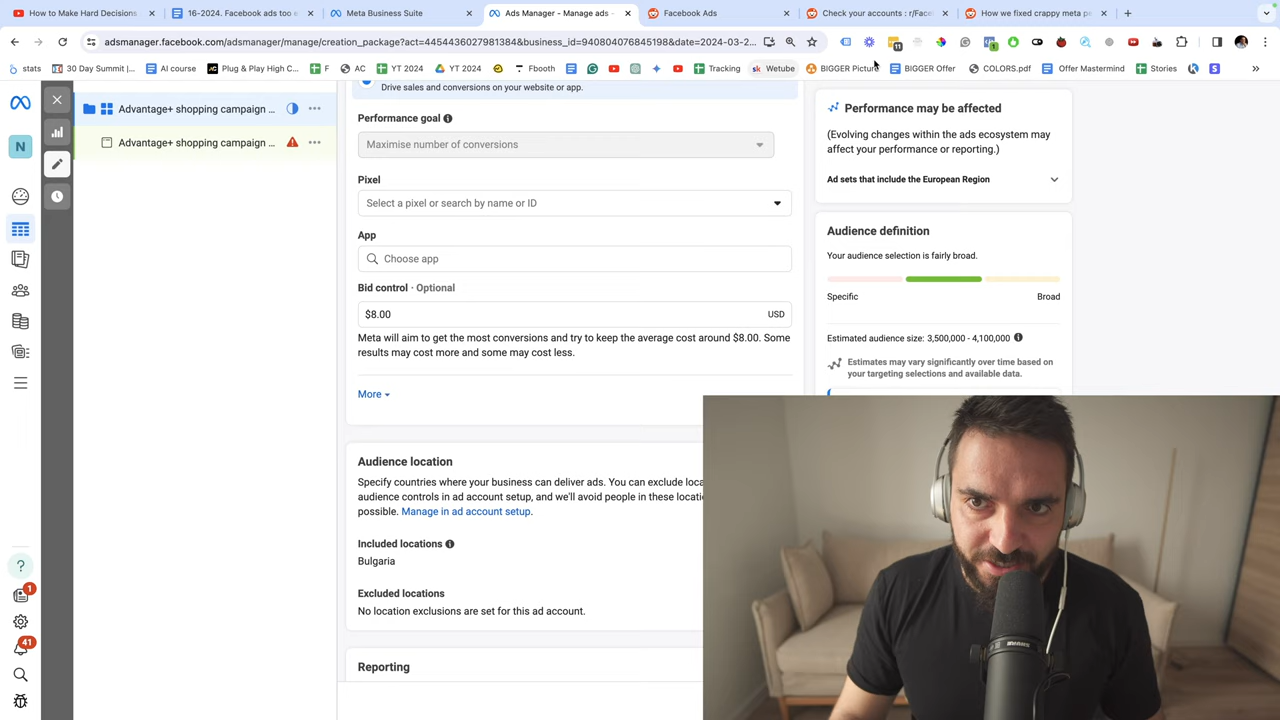 How to Make Hard Decisions
16-2024. Facebook ads too e
Meta Business Suite
Ads Manager - Manage ads -
Facebook Ads
Check your accounts : r/Face
How we fixed crappy meta p
adsmanager.facebook.com/adsmanager/manage/creation_package?act=4454436027981384&business_id=940804076845198&date=2024-03-2...
11
1
stats
30 Day Summit |...
AI course
Plug & Play High C...
F
AC
YT 2024
YT 2024
Fbooth
Tracking
Wetube
BIGGER Picture
BIGGER Offer
COLORS.pdf
Offer Mastermind
Stories
N
Advantage+ shopping campaign ...
Advantage+ shopping campaign ...
Drive sales and conversions on your website or app.
Performance goal
Maximise number of conversions
Pixel
Select a pixel or search by name or ID
App
Choose app
Bid control · Optional
$8.00 USD
Meta will aim to get the most conversions and try to keep the average cost around $8.00. Some
results may cost more and some may cost less.
More
Audience location
Specify countries where your business can deliver ads. You can exclude loca
audience controls in ad account setup, and we'll avoid people in these locatio
possible. Manage in ad account setup.
Included locations
Bulgaria
Excluded locations
No location exclusions are set for this ad account.
Reporting
Performance may be affected
(Evolving changes within the ads ecosystem may
affect your performance or reporting.)
Ad sets that include the European Region
Audience definition
Your audience selection is fairly broad.
Specific Broad
Estimated audience size: 3,500,000 - 4,100,000
Estimates may vary significantly over time based on
your targeting selections and available data.
1
41